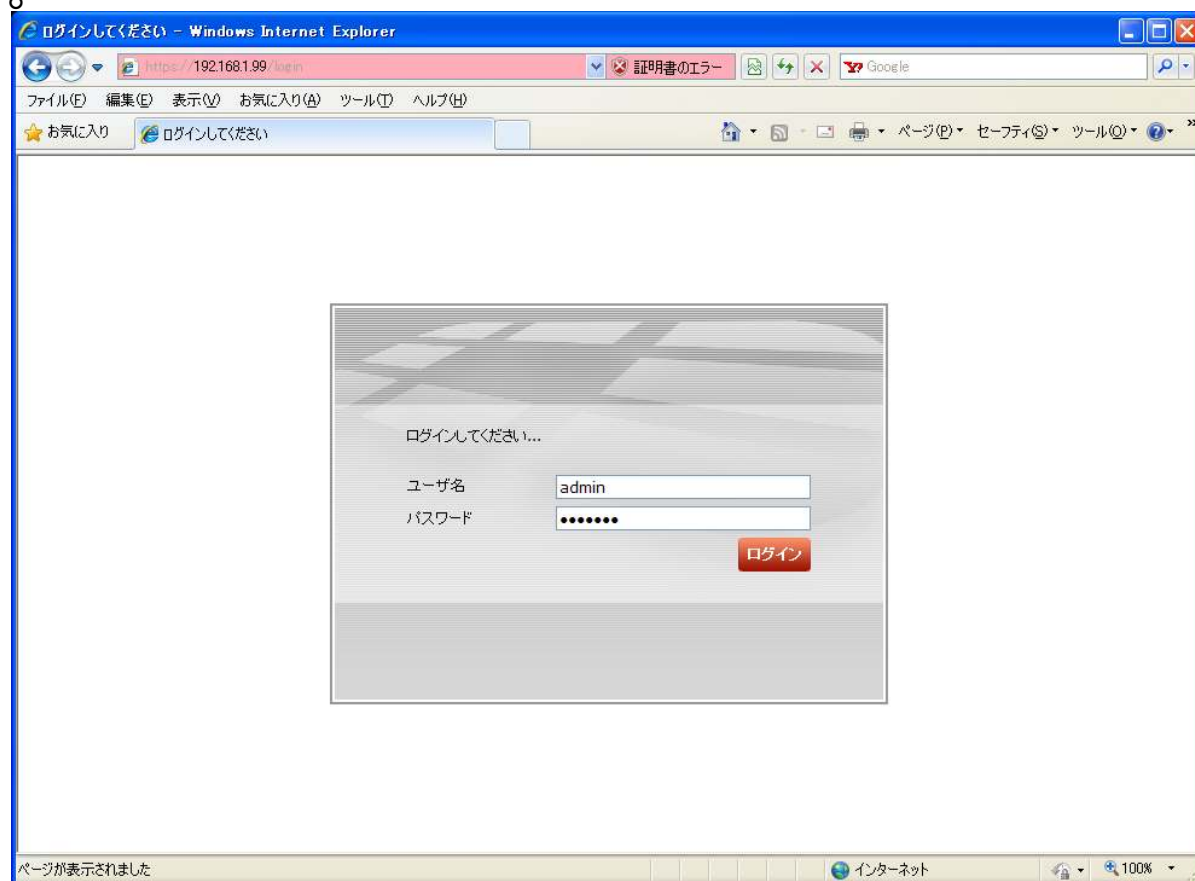 ログインしてください - Windows Internet Explorer
https://192.168.1.99/login 証明書のエラー Google
ファイル(F) 編集(E) 表示(V) お気に入り(A) ツール(T) ヘルプ(H)
お気に入り ログインしてください ページ(P) セーフティ(S) ツール(O) »
ログインしてください...
ユーザ名 admin
パスワード •••••••
ログイン
ページが表示されました インターネット 100%